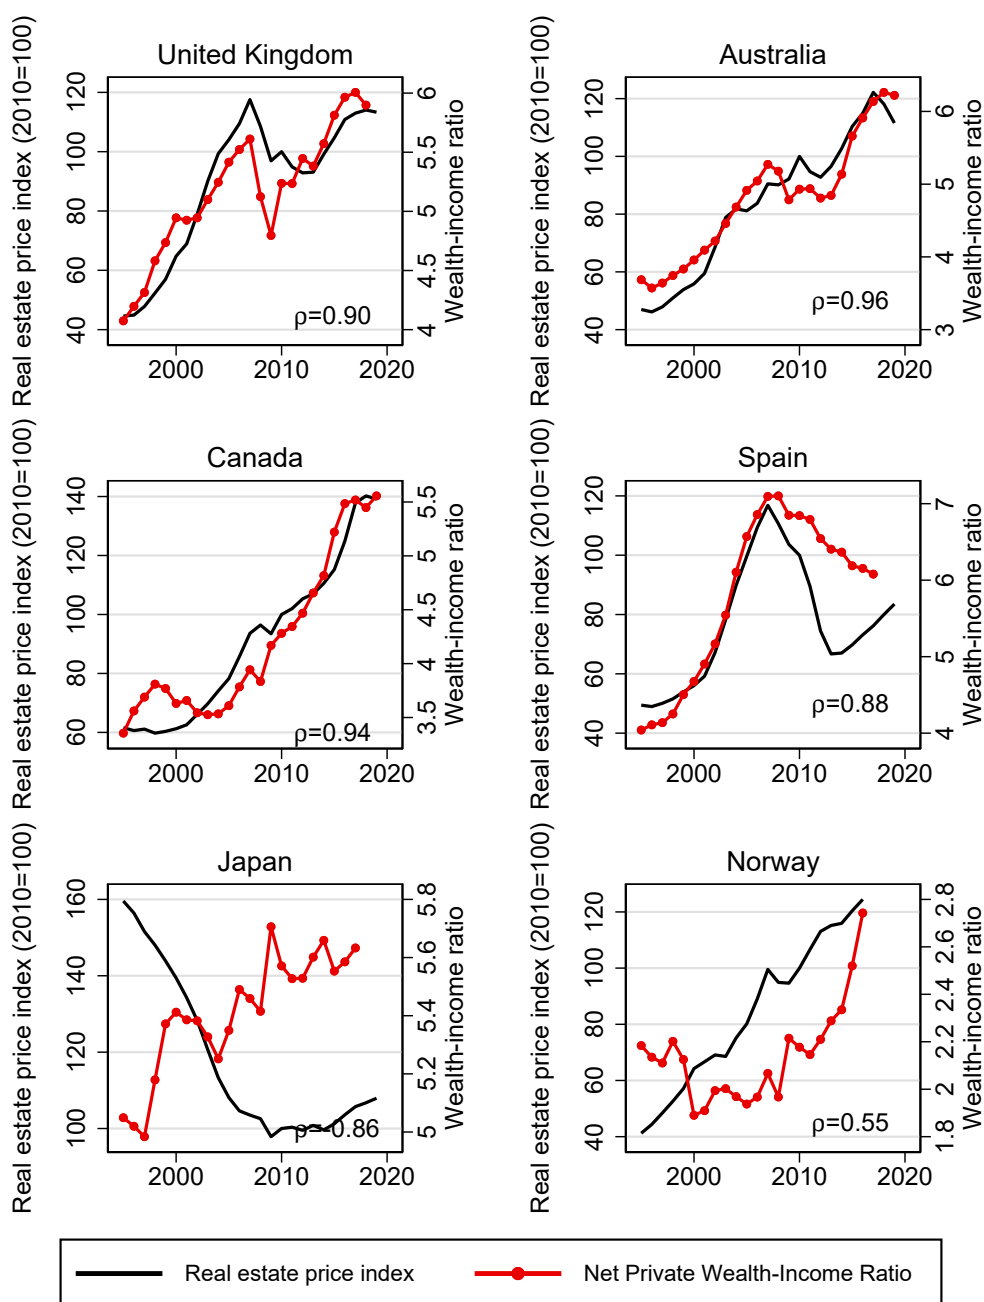 United Kingdom
Real estate price index (2010=100)
120
100
80
60
40
6
5.5
5
4.5
4
Wealth-income ratio
ρ=0.90
2000 2010 2020
Australia
Real estate price index (2010=100)
120
100
80
60
40
6
5
4
3
Wealth-income ratio
ρ=0.96
2000 2010 2020
Canada
Real estate price index (2010=100)
140
120
100
80
60
5.5
5
4.5
4
3.5
Wealth-income ratio
ρ=0.94
2000 2010 2020
Spain
Real estate price index (2010=100)
120
100
80
60
40
7
6
5
4
Wealth-income ratio
ρ=0.88
2000 2010 2020
Japan
Real estate price index (2010=100)
160
140
120
100
5.8
5.6
5.4
5.2
5
Wealth-income ratio
ρ=-0.86
2000 2010 2020
Norway
Real estate price index (2010=100)
120
100
80
60
40
2.8
2.6
2.4
2.2
2
1.8
Wealth-income ratio
ρ=0.55
2000 2010 2020
Real estate price index Net Private Wealth-Income Ratio